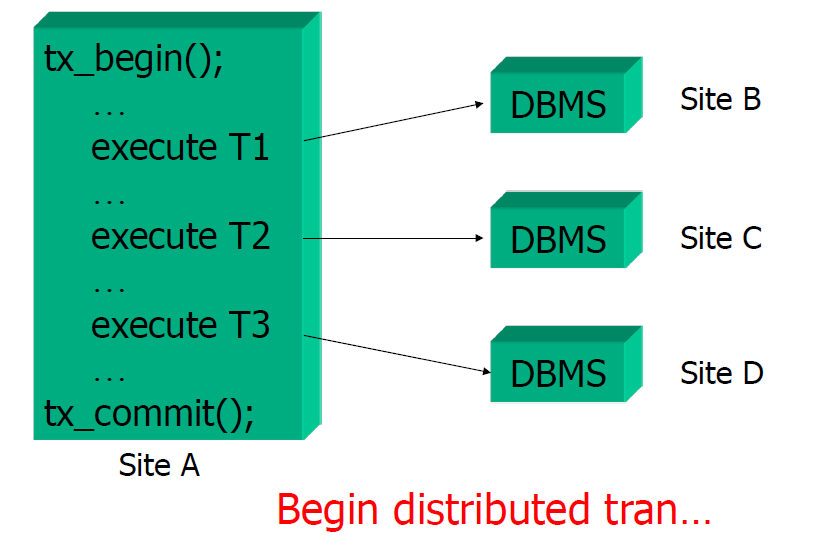 tx_begin();
...
execute T1
...
execute T2
...
execute T3
...
tx_commit();
Site A
DBMS
Site B
DBMS
Site C
DBMS
Site D
Begin distributed tran...